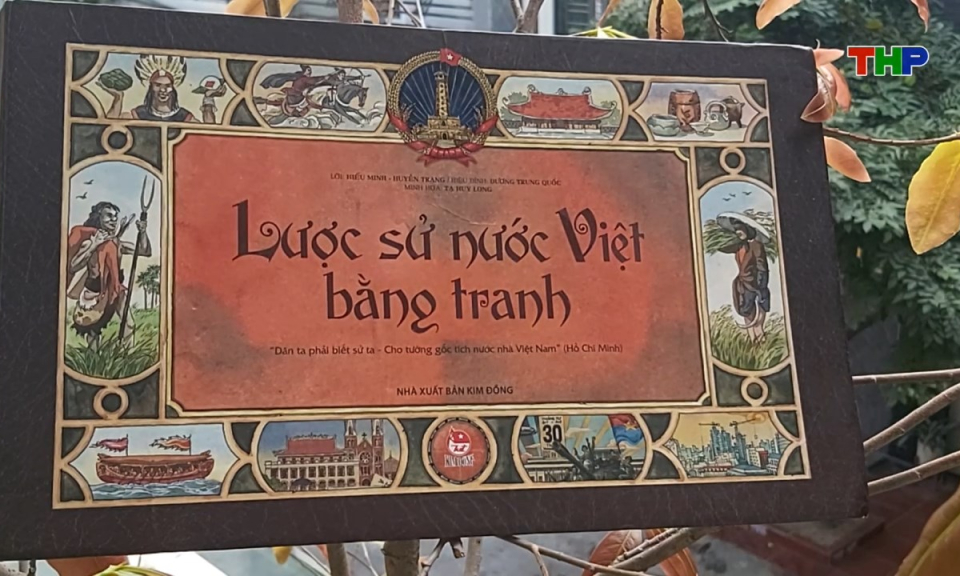 THP
LỜI: HIẾU MINH - HUYỀN TRANG / HIỆU ĐÍNH: DƯƠNG TRUNG QUỐC
MINH HỌA: TẠ HUY LONG
Lược sử nước Việt
bằng tranh
"Dân ta phải biết sử ta - Cho tường gốc tích nước nhà Việt Nam" (Hồ Chí Minh)
NHÀ XUẤT BẢN KIM ĐỒNG
KIM ĐỒNG
30